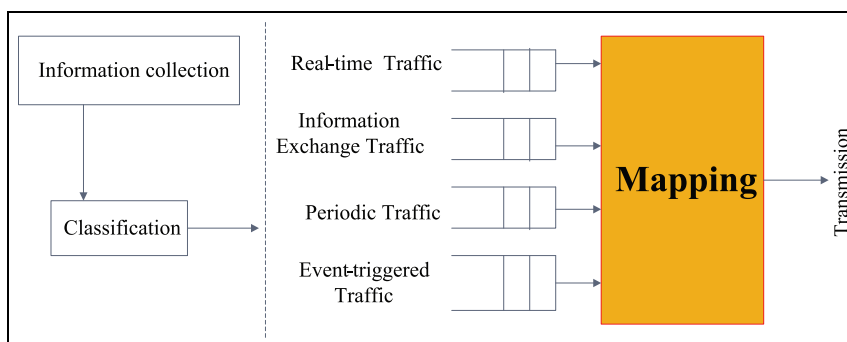 Information collection
Classification
Real-time Traffic
Information
Exchange Traffic
Periodic Traffic
Event-triggered
Traffic
Mapping
Transmission